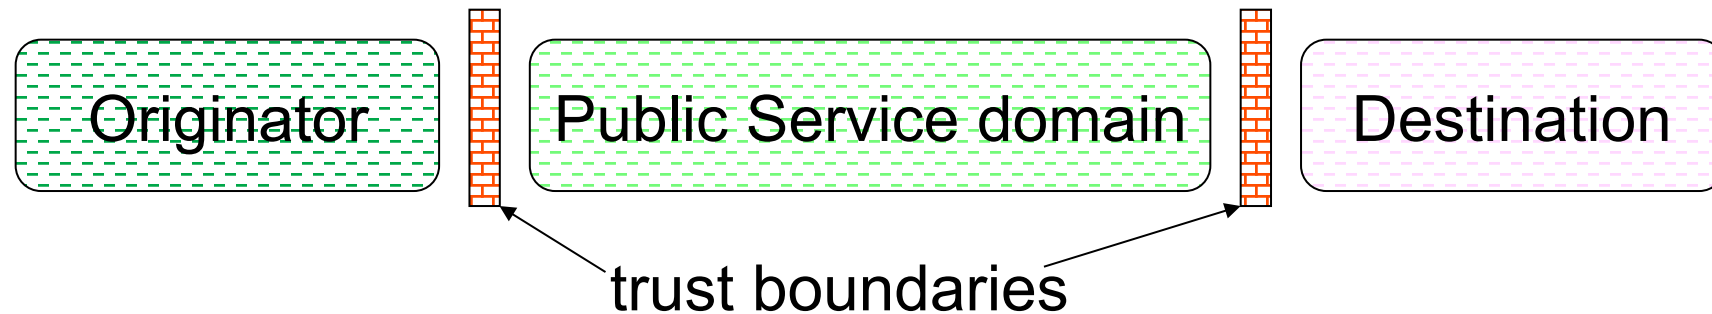 Originator
Public Service domain
Destination
trust boundaries